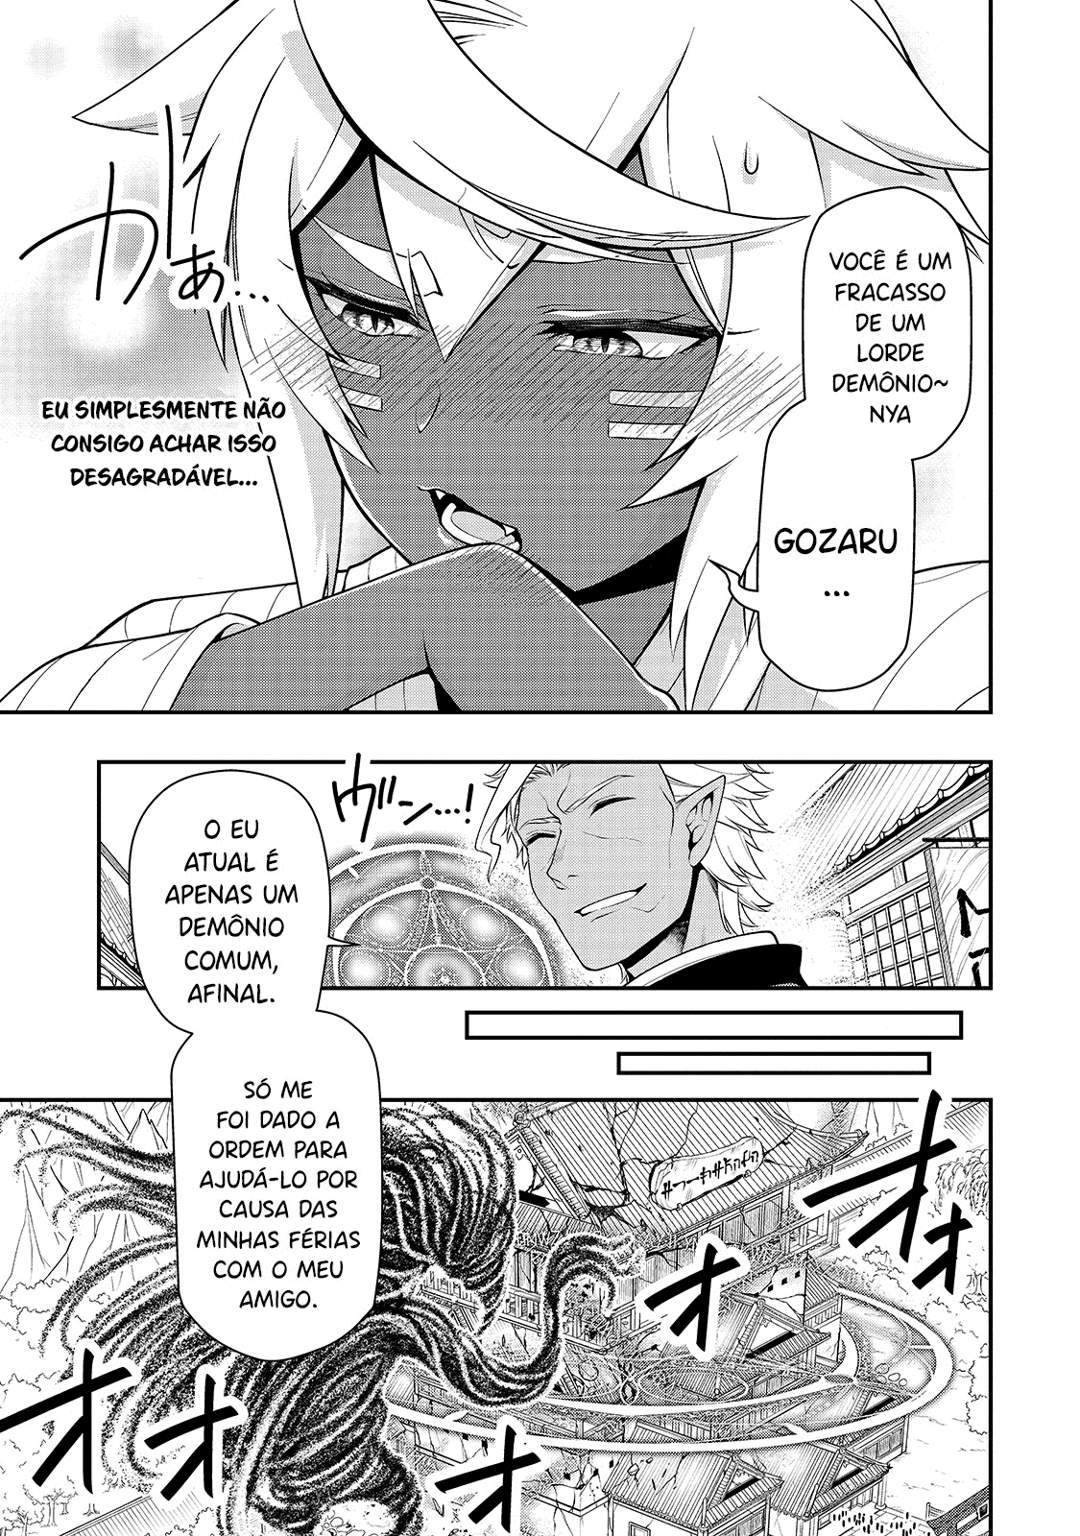 VOCÊ É UM
FRACASSO
DE UM
LORDE
DEMÔNIO~
NYA
GOZARU
...
カぁ...
EU SIMPLESMENTE NÃO
CONSIGO ACHAR ISSO
DESAGRADÁVEL...
ヴン...!
O EU
ATUAL É
APENAS UM
DEMÔNIO
COMUM,
AFINAL.
SÓ ME
FOI DADO A
ORDEM PARA
AJUDÁ-LO POR
CAUSA DAS
MINHAS FÉRIAS
COM O MEU
AMIGO.
オオオオオ